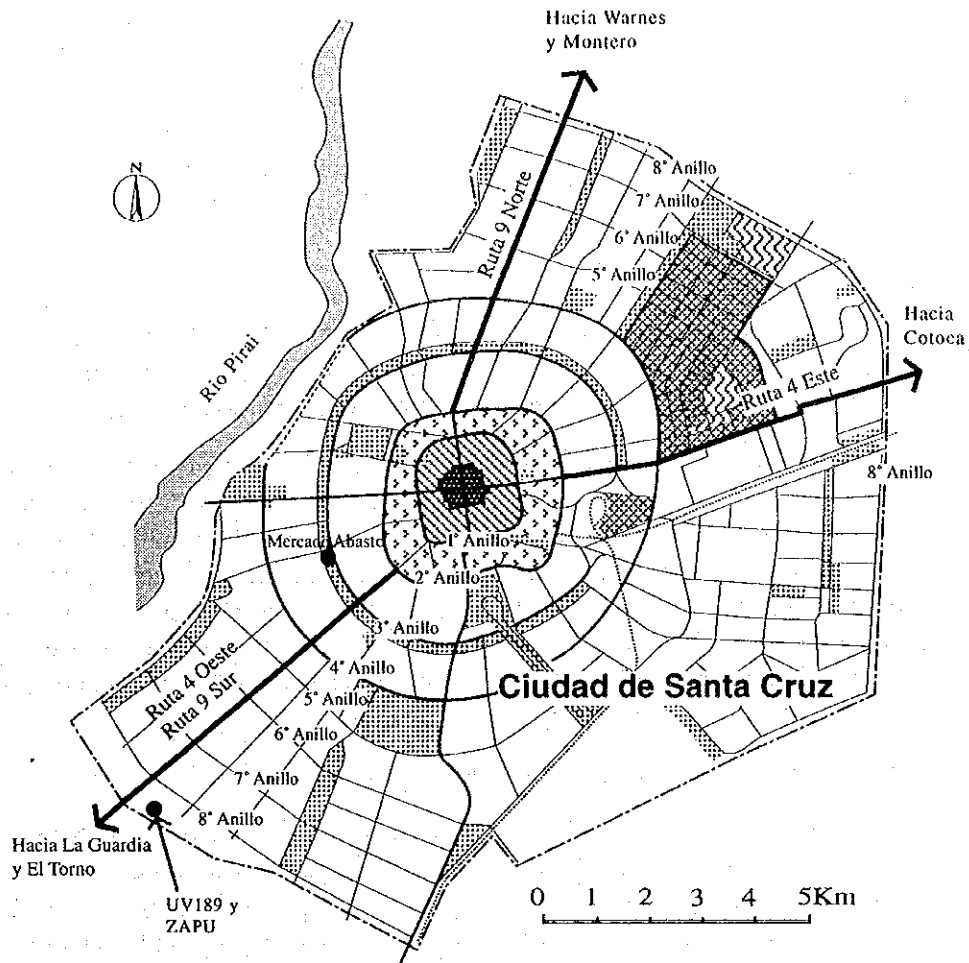 Hacia Warnes
y Montero
N
8° Anillo
7° Anillo
6° Anillo
5° Anillo
Ruta 9 Norte
Hacia
Cotoca
Rio Pirai
Ruta 4 Este
8° Anillo
Mercado Abasto
1° Anillo
2° Anillo
3° Anillo
4° Anillo
Ciudad de Santa Cruz
Ruta 4 Oeste
Ruta 9 Sur
5° Anillo
6° Anillo
7° Anillo
8° Anillo
Hacia La Guardia
y El Torno
UV189 y
ZAPU
0 1 2 3 4 5Km